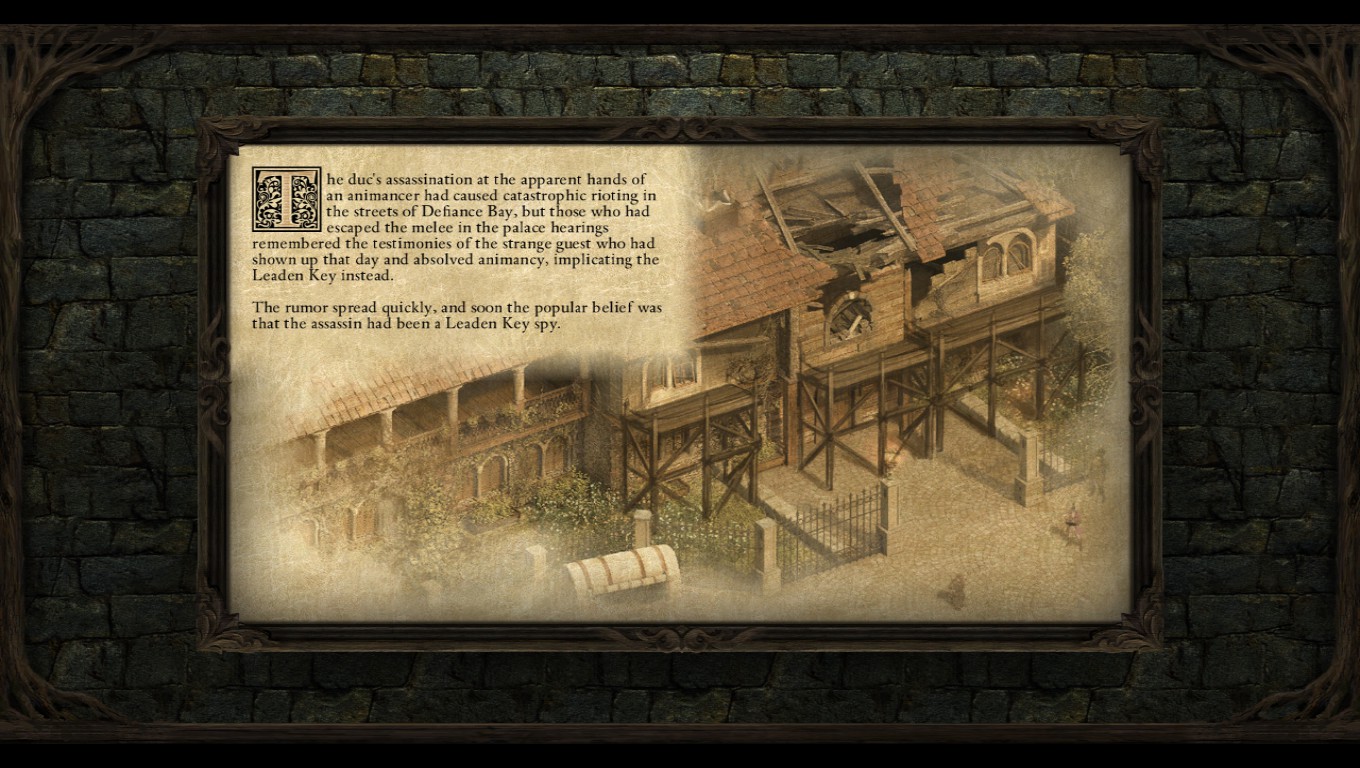 The duc's assassination at the apparent hands of
an animancer had caused catastrophic rioting in
the streets of Defiance Bay, but those who had
escaped the melee in the palace hearings
remembered the testimonies of the strange guest who had
shown up that day and absolved animancy, implicating the
Leaden Key instead.
The rumor spread quickly, and soon the popular belief was
that the assassin had been a Leaden Key spy.